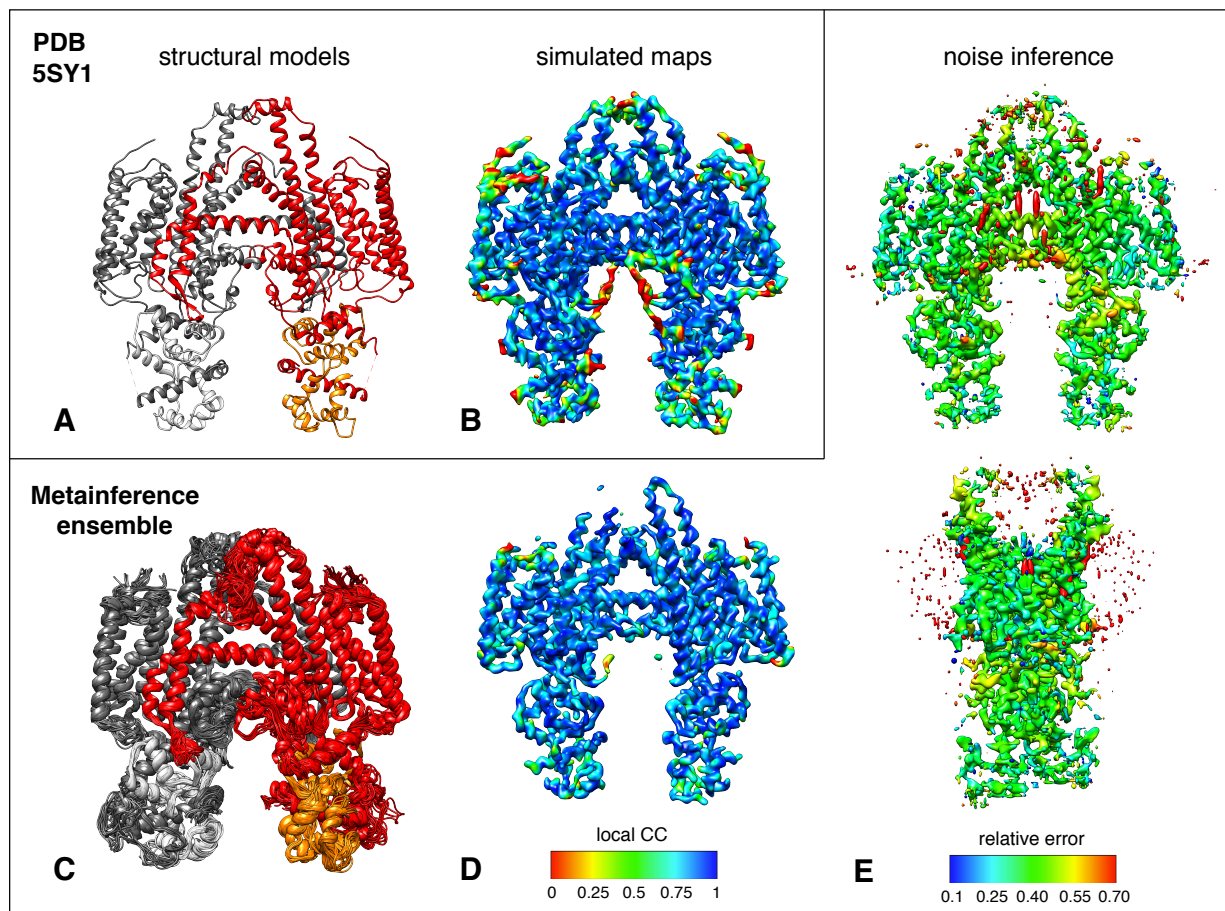 PDB
5SY1
structural models
simulated maps
noise inference
A
B
Metainference
ensemble
C
D
local CC
0 0.25 0.5 0.75 1
E
relative error
0.1 0.25 0.40 0.55 0.70